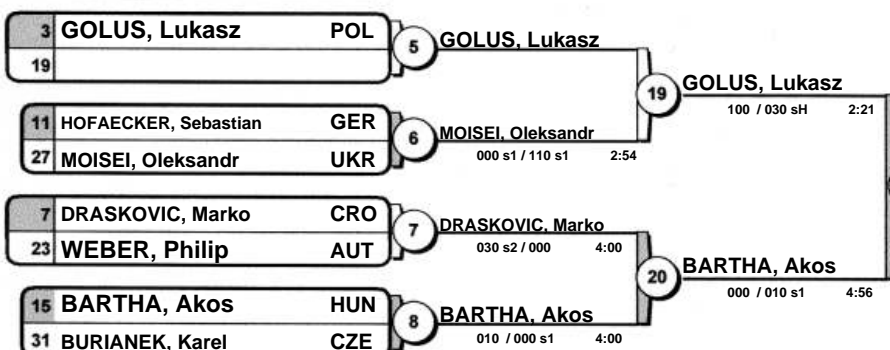 3 GOLUS, Lukasz POL
19
5
GOLUS, Lukasz
11 HOFAECKER, Sebastian GER
27 MOISEI, Oleksandr UKR
6
MOISEI, Oleksandr
000 s1 / 110 s1 2:54
19
GOLUS, Lukasz
100 / 030 sH 2:21
7 DRASKOVIC, Marko CRO
23 WEBER, Philip AUT
7
DRASKOVIC, Marko
030 s2 / 000 4:00
15 BARTHA, Akos HUN
31 BURIANEK, Karel CZE
8
BARTHA, Akos
010 / 000 s1 4:00
20
BARTHA, Akos
000 / 010 s1 4:56